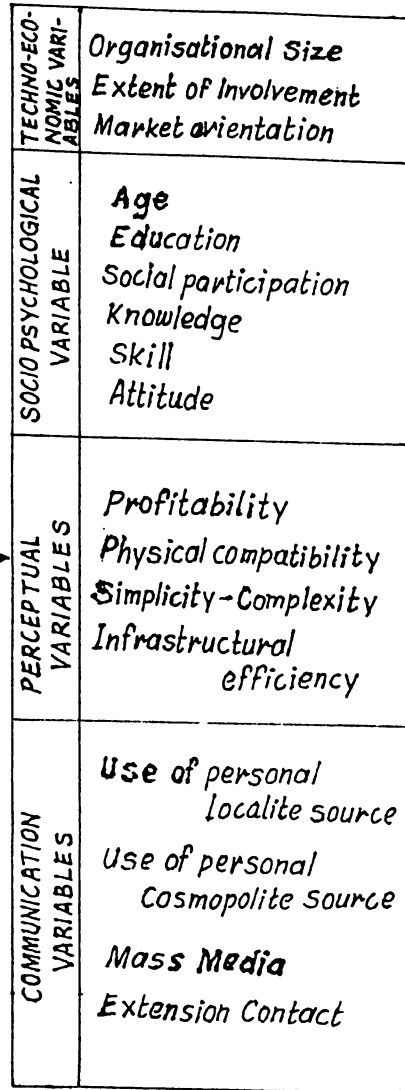 TECHNO-ECO-
NOMIC VARI-
ABLES
Organisational Size
Extent of Involvement
Market orientation
SOCIO PSYCHOLOGICAL
VARIABLE
Age
Education
Social participation
Knowledge
Skill
Attitude
PERCEPTUAL
VARIABLES
Profitability
Physical compatibility
Simplicity-Complexity
Infrastructural
efficiency
COMMUNICATION
VARIABLES
Use of personal
localite source
Use of personal
Cosmopolite source
Mass Media
Extension Contact